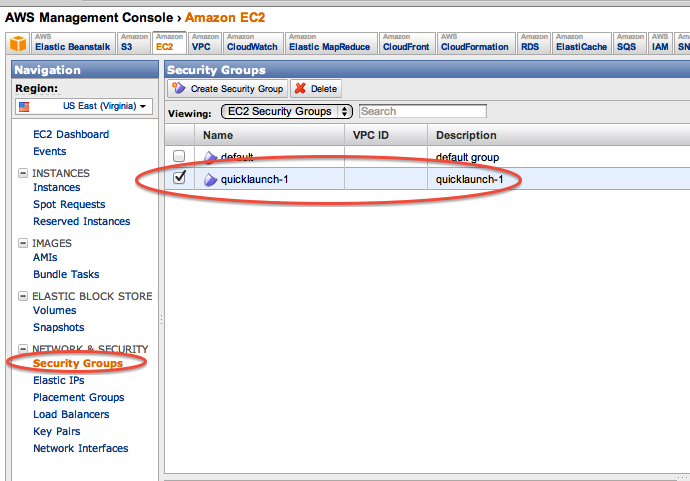 AWS Management Console › Amazon EC2
AWS Elastic Beanstalk
Amazon S3
Amazon EC2
Amazon VPC
Amazon CloudWatch
Amazon Elastic MapReduce
Amazon CloudFront
AWS CloudFormation
Amazon RDS
Amazon ElastiCache
Amazon SQS
AWS IAM
Amazon SN
Navigation
Region:
US East (Virginia)
EC2 Dashboard
Events
INSTANCES
Instances
Spot Requests
Reserved Instances
IMAGES
AMIs
Bundle Tasks
ELASTIC BLOCK STORE
Volumes
Snapshots
NETWORK & SECURITY
Security Groups
Elastic IPs
Placement Groups
Load Balancers
Key Pairs
Network Interfaces
Security Groups
Create Security Group Delete
Viewing: EC2 Security Groups Search
Name VPC ID Description
default default group
quicklaunch-1 quicklaunch-1